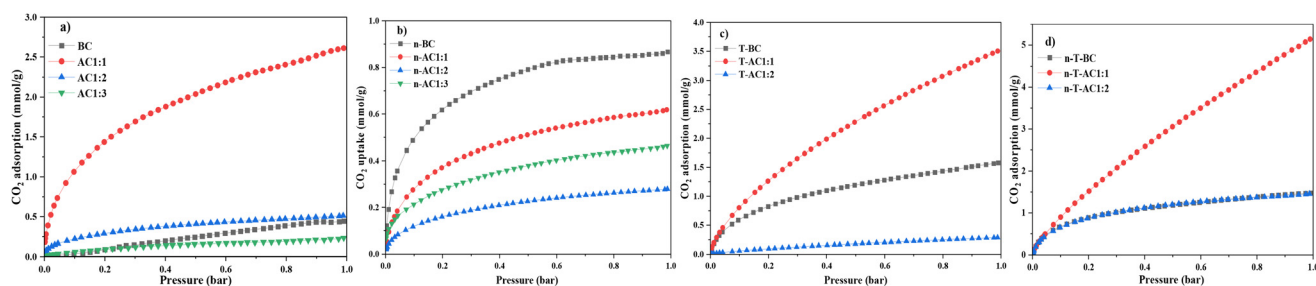 a)
BC
AC1:1
AC1:2
AC1:3
CO₂ adsorption (mmol/g)
3.0
2.5
2.0
1.5
1.0
0.5
0.0
0.0 0.2 0.4 0.6 0.8 1.0
Pressure (bar)
b)
n-BC
n-AC1:1
n-AC1:2
n-AC1:3
CO₂ uptake (mmol/g)
1.0
0.8
0.6
0.4
0.2
0.0
0.0 0.2 0.4 0.6 0.8 1.0
Pressure (bar)
c)
T-BC
T-AC1:1
T-AC1:2
CO₂ adsorption (mmol/g)
4.0
3.5
3.0
2.5
2.0
1.5
1.0
0.5
0.0
0.0 0.2 0.4 0.6 0.8 1.0
Pressure (bar)
d)
n-T-BC
n-T-AC1:1
n-T-AC1:2
CO₂ adsorption (mmol/g)
5
4
3
2
1
0
0.0 0.2 0.4 0.6 0.8 1.0
Pressure (bar)